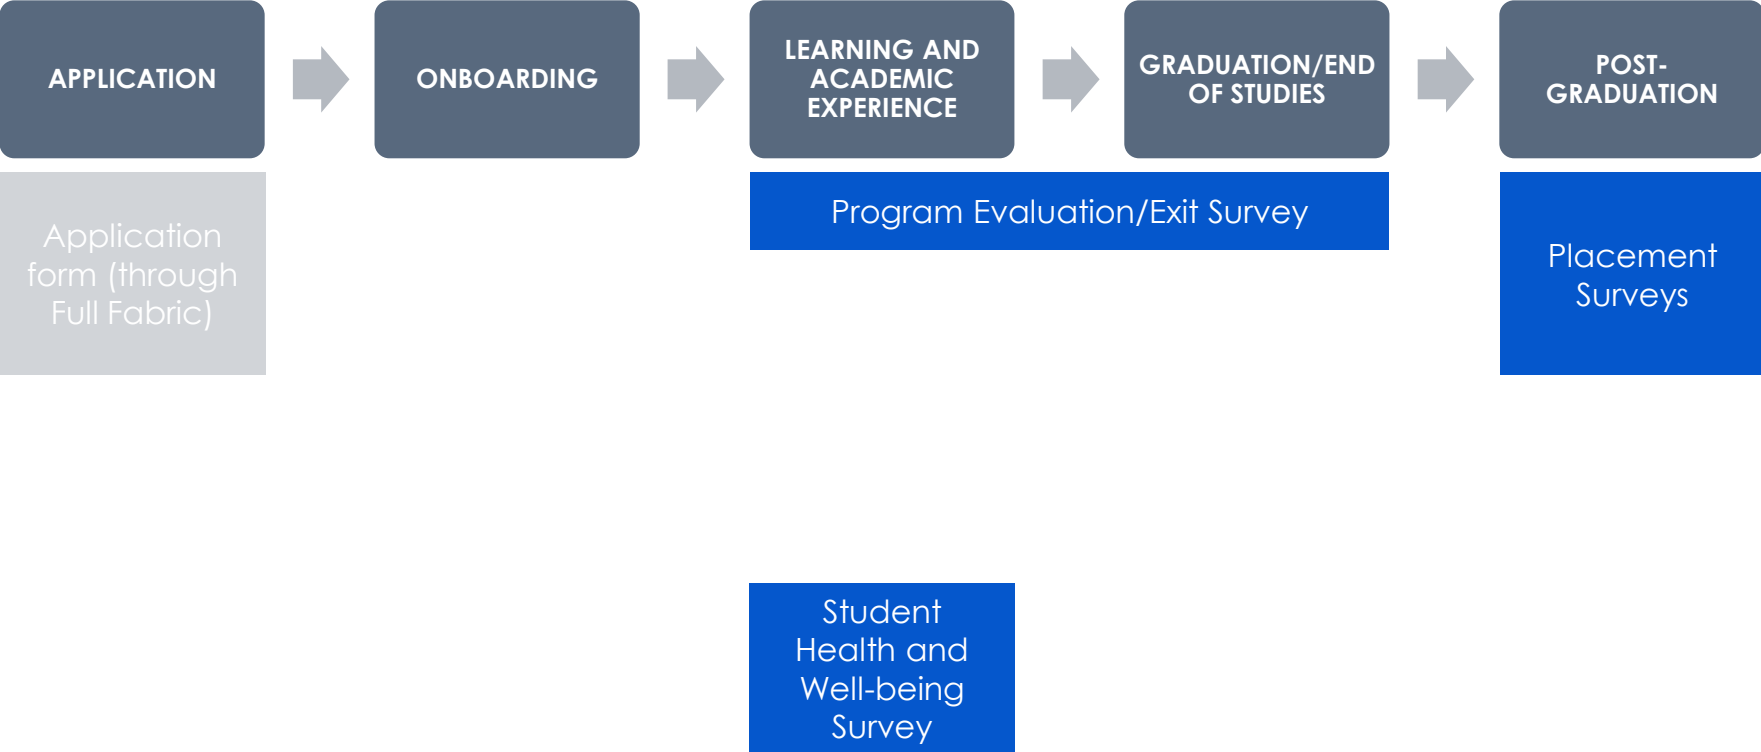 APPLICATION
ONBOARDING
LEARNING AND
ACADEMIC
EXPERIENCE
GRADUATION/END
OF STUDIES
POST-
GRADUATION
Application
form (through
Full Fabric)
Program Evaluation/Exit Survey
Placement
Surveys
Student
Health and
Well-being
Survey